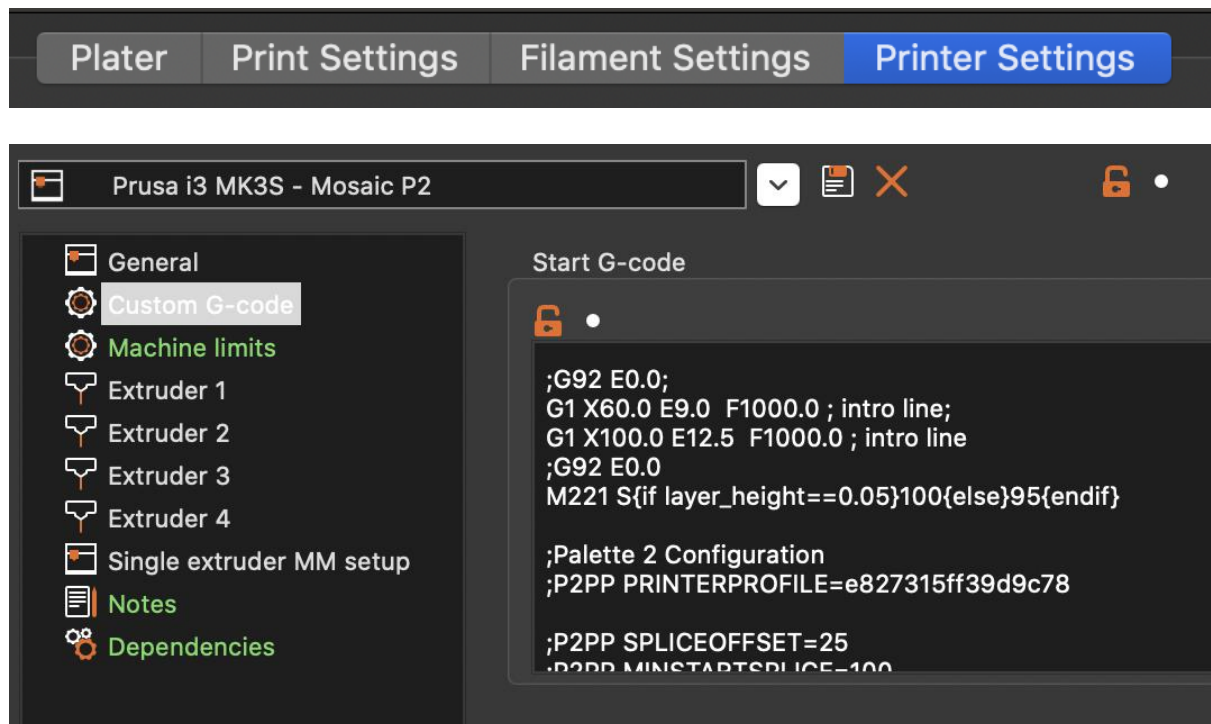 Plater Print Settings Filament Settings Printer Settings
Prusa i3 MK3S - Mosaic P2
General
Custom G-code
Machine limits
Extruder 1
Extruder 2
Extruder 3
Extruder 4
Single extruder MM setup
Notes
Dependencies
Start G-code
;G92 E0.0;
G1 X60.0 E9.0  F1000.0 ; intro line;
G1 X100.0 E12.5  F1000.0 ; intro line
;G92 E0.0
M221 S{if layer_height==0.05}100{else}95{endif}
;Palette 2 Configuration
;P2PP PRINTERPROFILE=e827315ff39d9c78
;P2PP SPLICEOFFSET=25
;P2PP MINSTARTSPLICE=100